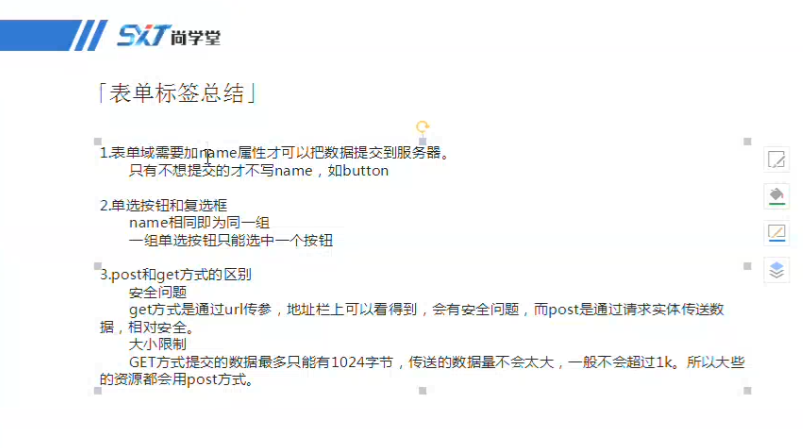 SXT尚学堂
「表单标签总结」
1.表单域需要加name属性才可以把数据提交到服务器。
只有不想提交的才不写name，如button
2.单选按钮和复选框
name相同即为同一组
一组单选按钮只能选中一个按钮
3.post和get方式的区别
安全问题
get方式是通过url传参，地址栏上可以看得到，会有安全问题，而post是通过请求实体传送数
据，相对安全。
大小限制
GET方式提交的数据最多只能有1024字节，传送的数据量不会太大，一般不会超过1k。所以大些
的资源都会用post方式。